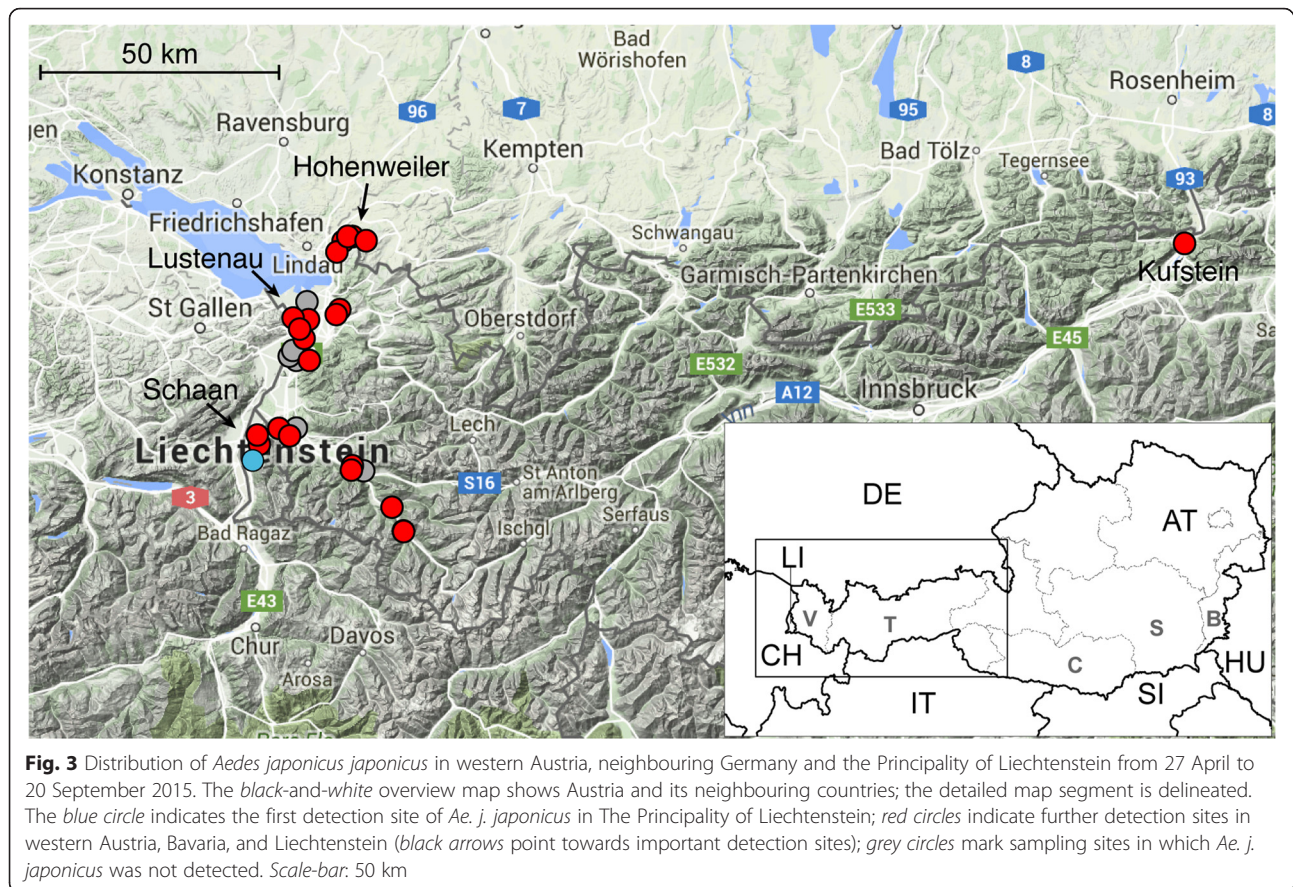 50 km
Bad
Wörishofen
8
Rosenheim
gen
96
7
95
8
Ravensburg
Kempten
Bad Tölz
Tegernsee
Hohenweiler
Konstanz
93
Friedrichshafen
Schwangau
Lustenau
Lindau
Garmisch-Partenkirchen
Kufstein
St Gallen
Oberstdorf
E533
E45
E532
Schaan
A12
Innsbruck
Inn
Liechtenstein
Lech
S16
St Anton
am Arlberg
3
Serfaus
Bad Ragaz
Ischgl
E43
Chur
Davos
Arosa
DE
AT
LI
V
T
S
B
CH
C
HU
IT
SI
Fig. 3 Distribution of Aedes japonicus japonicus in western Austria, neighbouring Germany and the Principality of Liechtenstein from 27 April to
20 September 2015. The black-and-white overview map shows Austria and its neighbouring countries; the detailed map segment is delineated.
The blue circle indicates the first detection site of Ae. j. japonicus in The Principality of Liechtenstein; red circles indicate further detection sites in
western Austria, Bavaria, and Liechtenstein (black arrows point towards important detection sites); grey circles mark sampling sites in which Ae. j.
japonicus was not detected. Scale-bar: 50 km